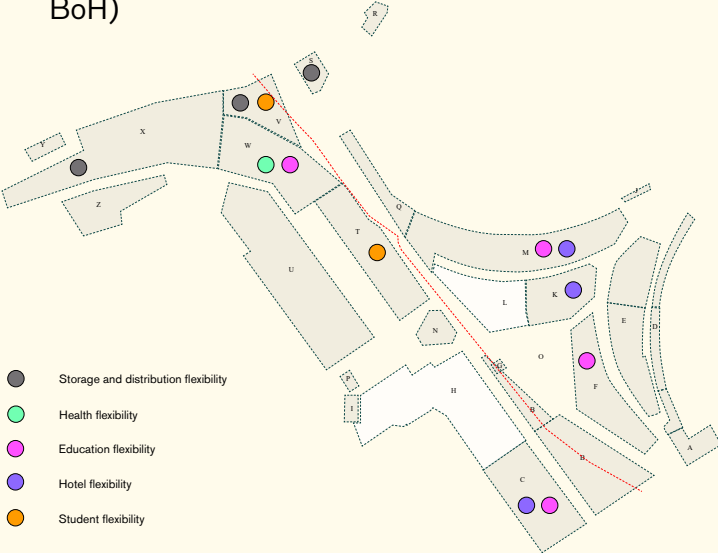 BoH)
R
S
V
X
Y
W
Z
J
Q
T
M
U
L
K
N
E
D
O
G
P
F
H
I
B
A
B
C
Storage and distribution flexibility
Health flexibility
Education flexibility
Hotel flexibility
Student flexibility